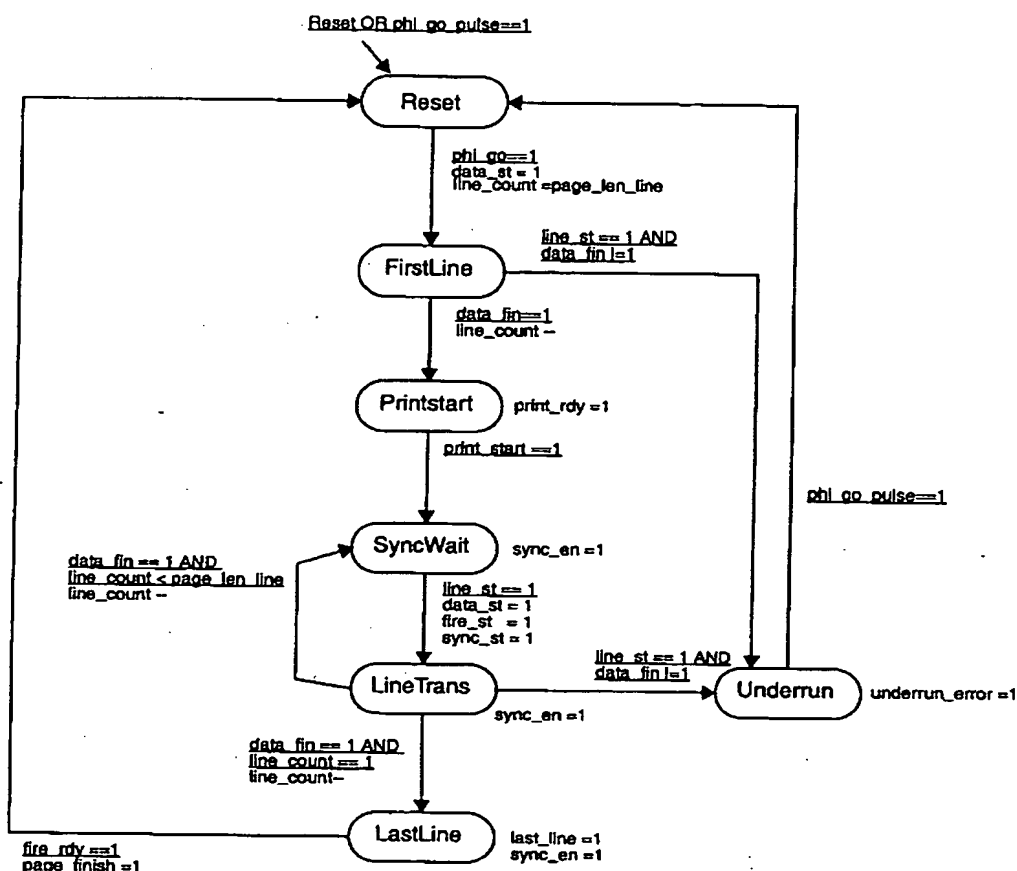 Reset OR phi_go_pulse==1
Reset
phi_go==1
data_st = 1
line_count =page_len_line
line_st == 1 AND
data_fin !=1
FirstLine
data_fin==1
line_count --
Printstart
print_rdy =1
print_start ==1
phi_go_pulse==1
SyncWait
sync_en =1
data_fin == 1 AND
line_count < page_len_line
line_count --
line_st == 1
data_st = 1
fire_st = 1
sync_st = 1
line_st == 1 AND
data_fin !=1
LineTrans
sync_en =1
Underrun
underrun_error =1
data_fin == 1 AND
line_count == 1
line_count--
LastLine
last_line =1
sync_en =1
fire_rdy ==1
page_finish =1